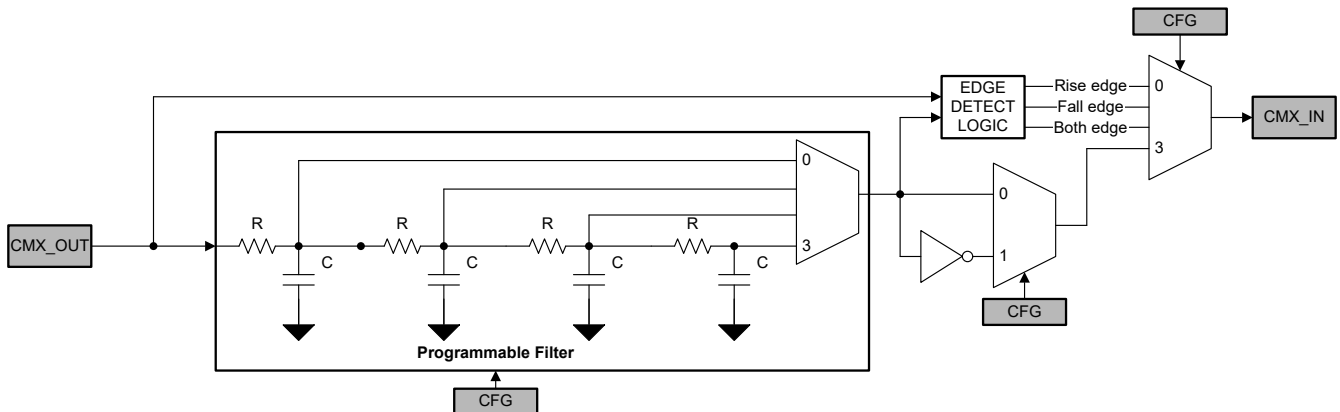 CFG
EDGE
DETECT
LOGIC
Rise edge
Fall edge
Both edge
0
3
CMX_IN
0
3
0
1
CMX_OUT
R
R
R
R
C
C
C
C
CFG
Programmable Filter
CFG